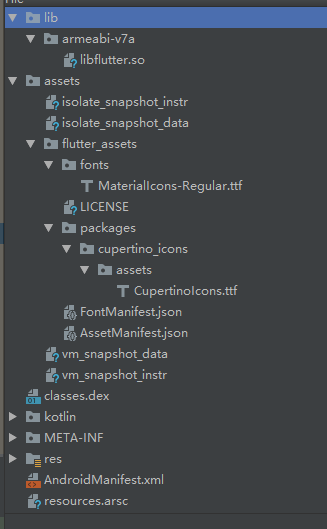 lib
armeabi-v7a
libflutter.so
assets
isolate_snapshot_instr
isolate_snapshot_data
flutter_assets
fonts
MaterialIcons-Regular.ttf
LICENSE
packages
cupertino_icons
assets
CupertinoIcons.ttf
FontManifest.json
AssetManifest.json
vm_snapshot_data
vm_snapshot_instr
classes.dex
kotlin
META-INF
res
AndroidManifest.xml
resources.arsc